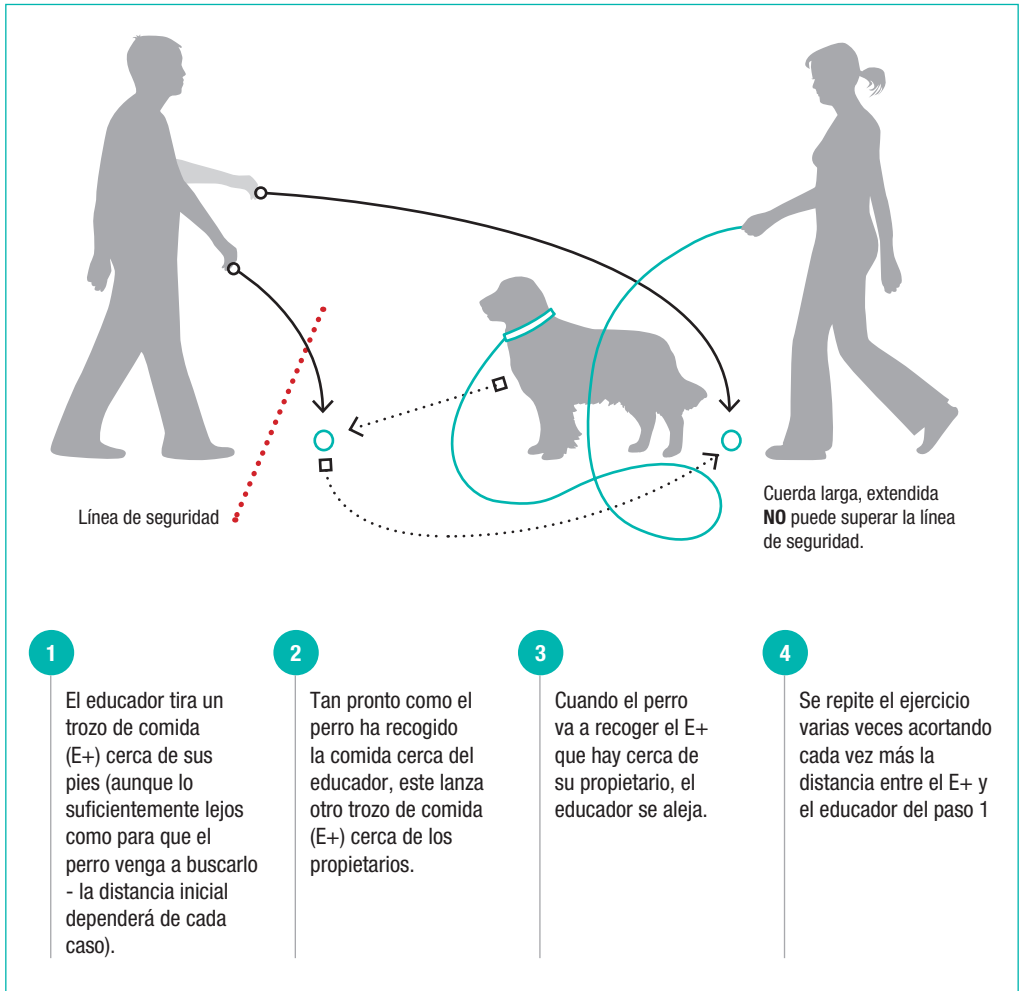 Línea de seguridad
Cuerda larga, extendida
NO puede superar la línea
de seguridad.
1
El educador tira un
trozo de comida
(E+) cerca de sus
pies (aunque lo
suficientemente lejos
como para que el
perro venga a buscarlo
- la distancia inicial
dependerá de cada
caso).
2
Tan pronto como el
perro ha recogido
la comida cerca del
educador, este lanza
otro trozo de comida
(E+) cerca de los
propietarios.
3
Cuando el perro
va a recoger el E+
que hay cerca de
su propietario, el
educador se aleja.
4
Se repite el ejercicio
varias veces acortando
cada vez más la
distancia entre el E+ y
el educador del paso 1